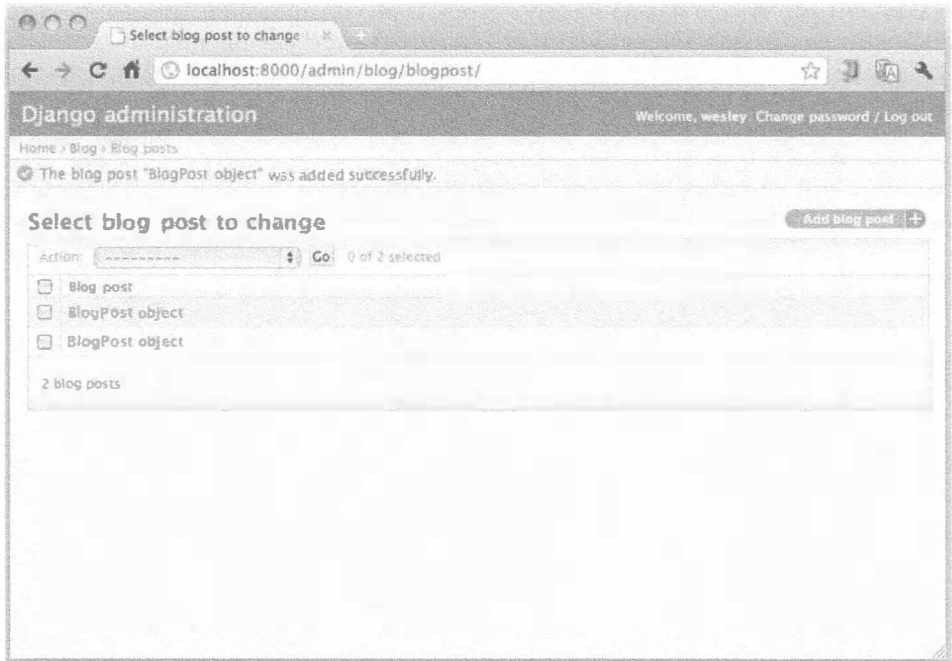 Select blog post to change
localhost:8000/admin/blog/blogpost/
Django administration
Welcome, wesley Change password / Log out
Home › Blog › Blog posts
The blog post "BlogPost object" was added successfully.
Select blog post to change
Add blog post +
Action: --------- Go 0 of 2 selected
Blog post
BlogPost object
BlogPost object
2 blog posts